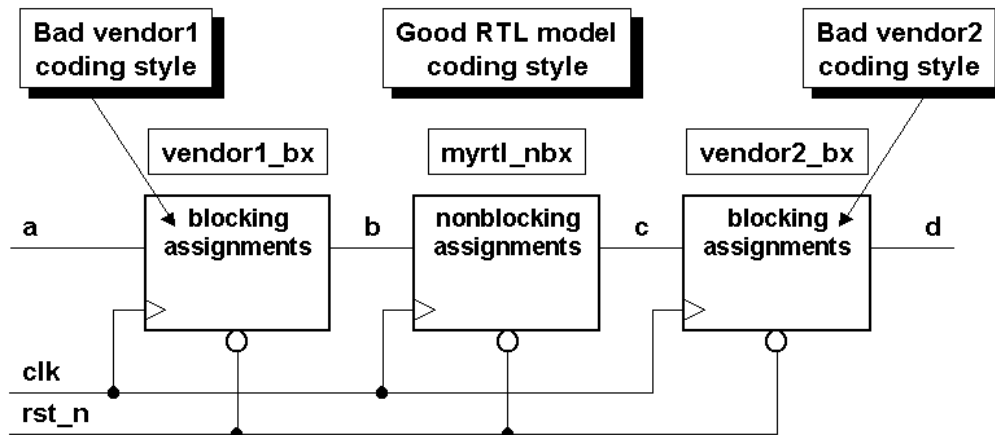 Bad vendor1
coding style
Good RTL model
coding style
Bad vendor2
coding style
vendor1_bx
myrtl_nbx
vendor2_bx
a
blocking
assignments
b
nonblocking
assignments
c
blocking
assignments
d
clk
rst_n